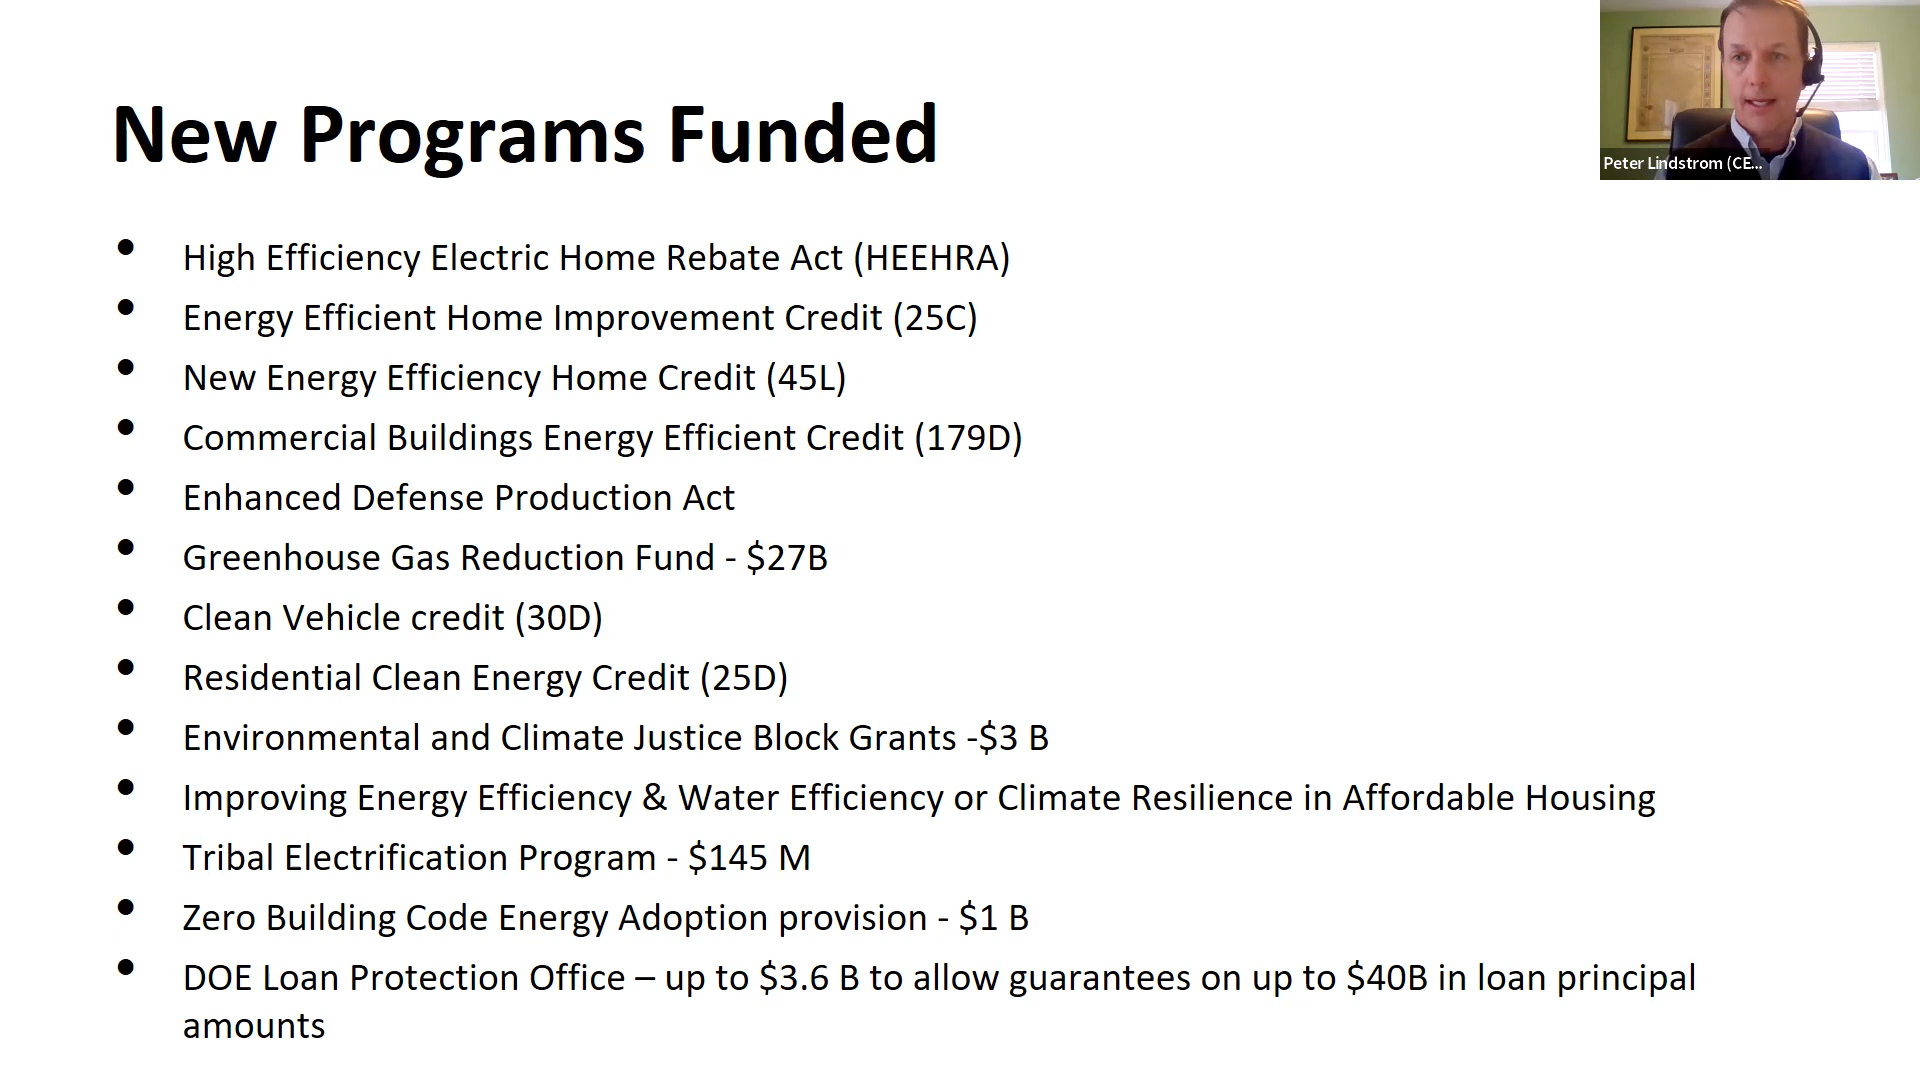 New Programs Funded
Peter Lindstrom (CE...
• High Efficiency Electric Home Rebate Act (HEEHRA)
• Energy Efficient Home Improvement Credit (25C)
• New Energy Efficiency Home Credit (45L)
• Commercial Buildings Energy Efficient Credit (179D)
• Enhanced Defense Production Act
• Greenhouse Gas Reduction Fund - $27B
• Clean Vehicle credit (30D)
• Residential Clean Energy Credit (25D)
• Environmental and Climate Justice Block Grants -$3 B
• Improving Energy Efficiency & Water Efficiency or Climate Resilience in Affordable Housing
• Tribal Electrification Program - $145 M
• Zero Building Code Energy Adoption provision - $1 B
• DOE Loan Protection Office – up to $3.6 B to allow guarantees on up to $40B in loan principal
amounts